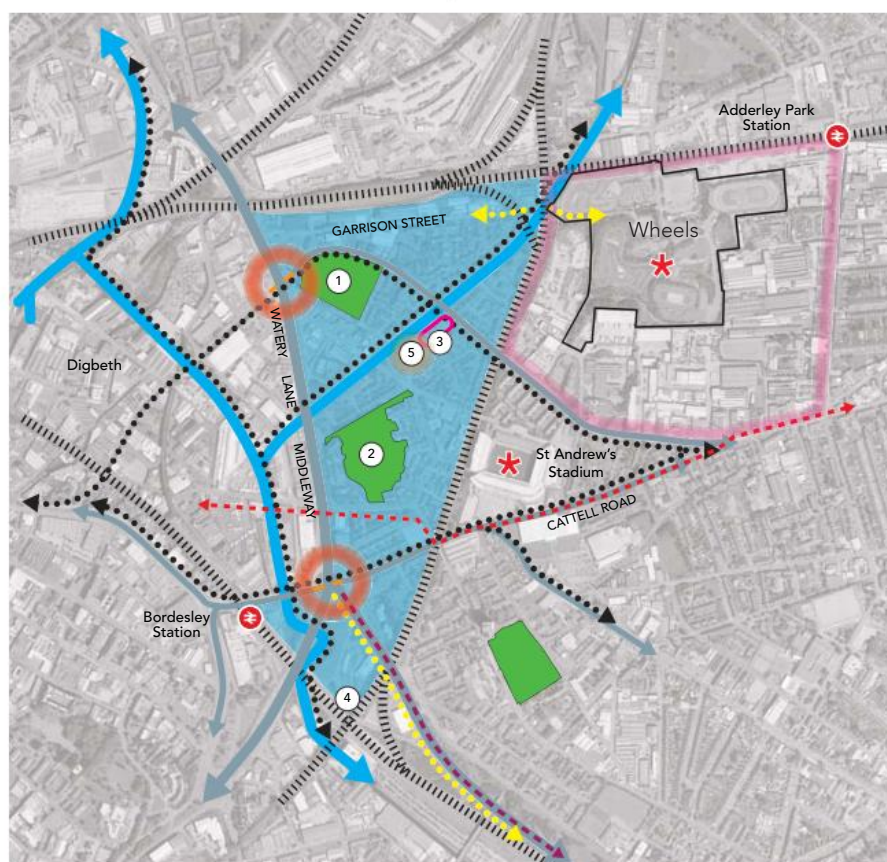 Adderley Park
Station
GARRISON STREET
Wheels
1
WATERY LANE MIDDLEWAY
5
3
Digbeth
2
St Andrew's
Stadium
CATTELL ROAD
Bordesley
Station
4